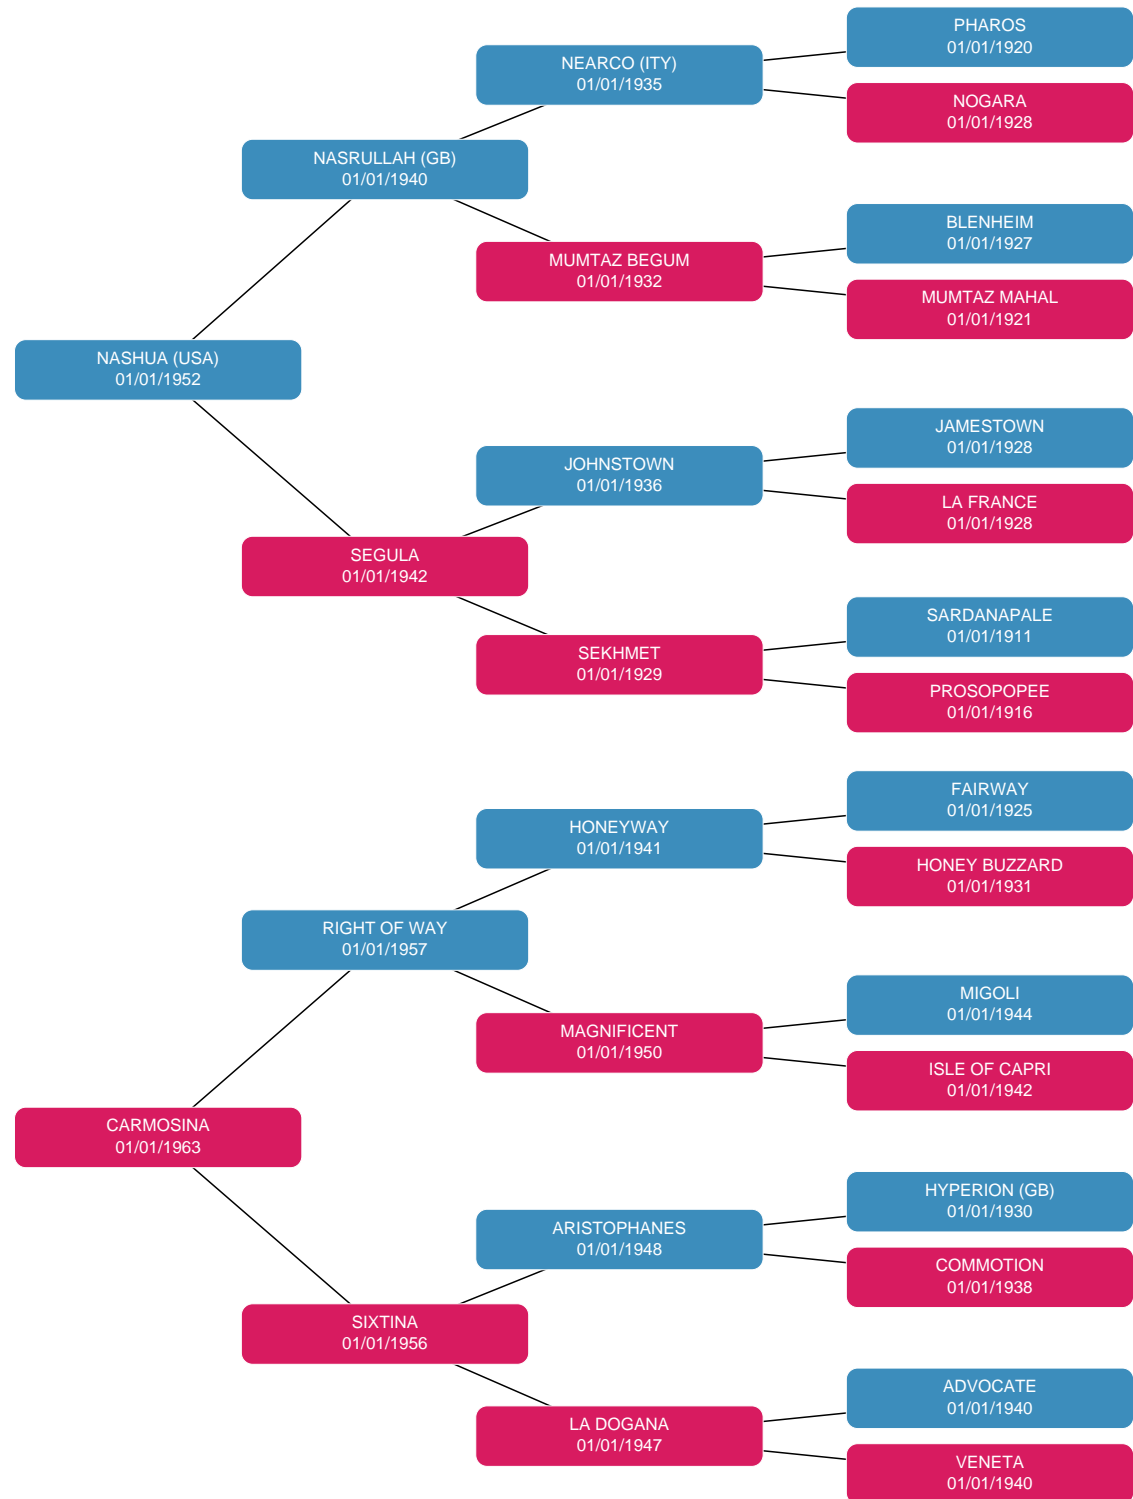 PHAROS
01/01/1920
NEARCO (ITY)
01/01/1935
NOGARA
01/01/1928
NASRULLAH (GB)
01/01/1940
BLENHEIM
01/01/1927
MUMTAZ BEGUM
01/01/1932
MUMTAZ MAHAL
01/01/1921
NASHUA (USA)
01/01/1952
JAMESTOWN
01/01/1928
JOHNSTOWN
01/01/1936
LA FRANCE
01/01/1928
SEGULA
01/01/1942
SARDANAPALE
01/01/1911
SEKHMET
01/01/1929
PROSOPOPEE
01/01/1916
FAIRWAY
01/01/1925
HONEYWAY
01/01/1941
HONEY BUZZARD
01/01/1931
RIGHT OF WAY
01/01/1957
MIGOLI
01/01/1944
MAGNIFICENT
01/01/1950
ISLE OF CAPRI
01/01/1942
CARMOSINA
01/01/1963
HYPERION (GB)
01/01/1930
ARISTOPHANES
01/01/1948
COMMOTION
01/01/1938
SIXTINA
01/01/1956
ADVOCATE
01/01/1940
LA DOGANA
01/01/1947
VENETA
01/01/1940